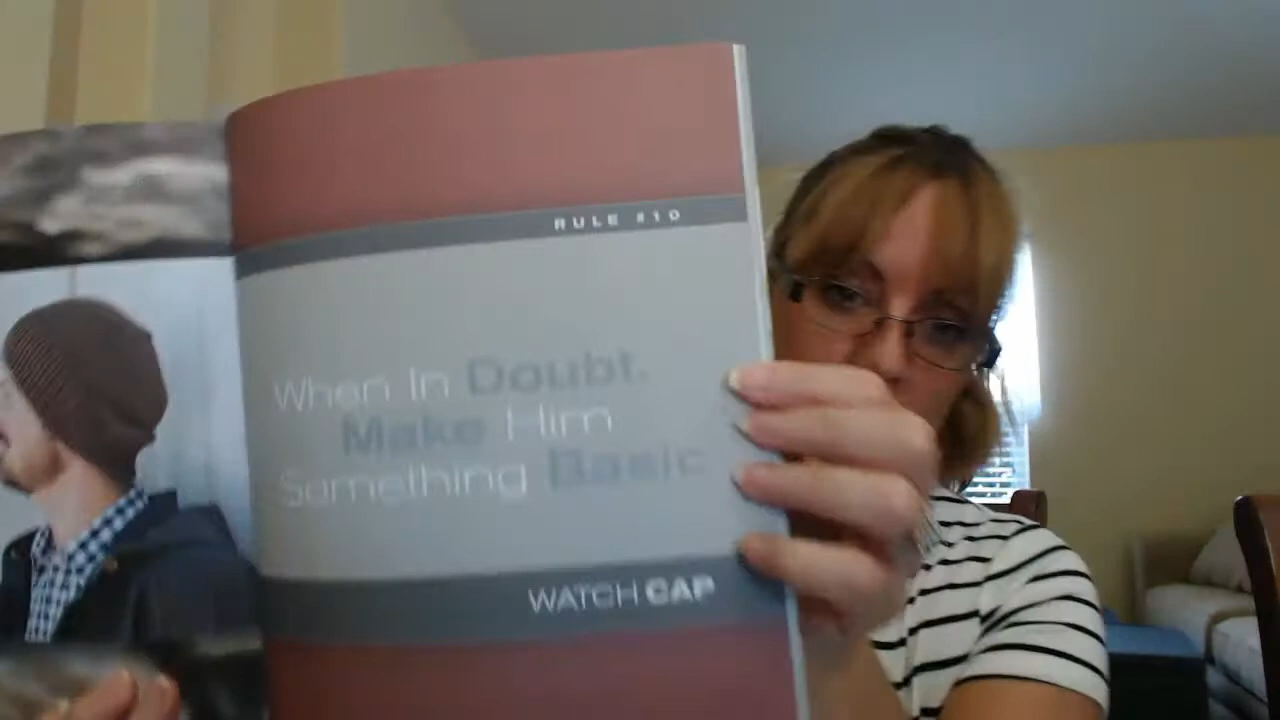 RULE #10
When In Doubt,
Make Him
Something Basic
WATCH CAP